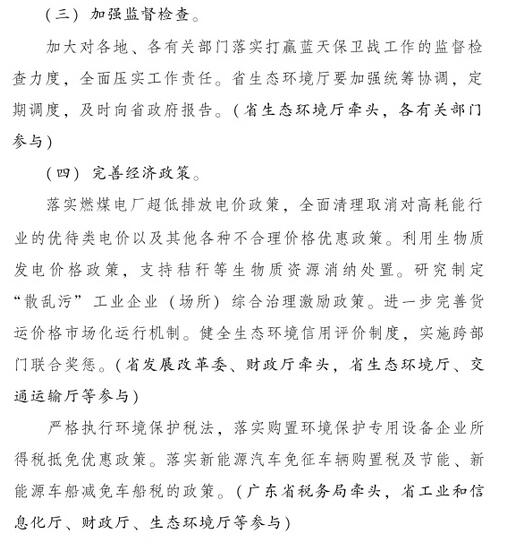 （三）加强监督检查。
加大对各地、各有关部门落实打赢蓝天保卫战工作的监督检
查力度，全面压实工作责任。省生态环境厅要加强统筹协调，定
期调度，及时向省政府报告。（省生态环境厅牵头，各有关部门
参与）
（四）完善经济政策。
落实燃煤电厂超低排放电价政策，全面清理取消对高耗能行
业的优待类电价以及其他各种不合理价格优惠政策。利用生物质
发电价格政策，支持秸秆等生物质资源消纳处置。研究制定
“散乱污”工业企业（场所）综合治理激励政策。进一步完善货
运价格市场化运行机制。健全生态环境信用评价制度，实施跨部
门联合奖惩。（省发展改革委、财政厅牵头，省生态环境厅、交
通运输厅等参与）
严格执行环境保护税法，落实购置环境保护专用设备企业所
得税抵免优惠政策。落实新能源汽车免征车辆购置税及节能、新
能源车船减免车船税的政策。（广东省税务局牵头，省工业和信
息化厅、财政厅、生态环境厅等参与）